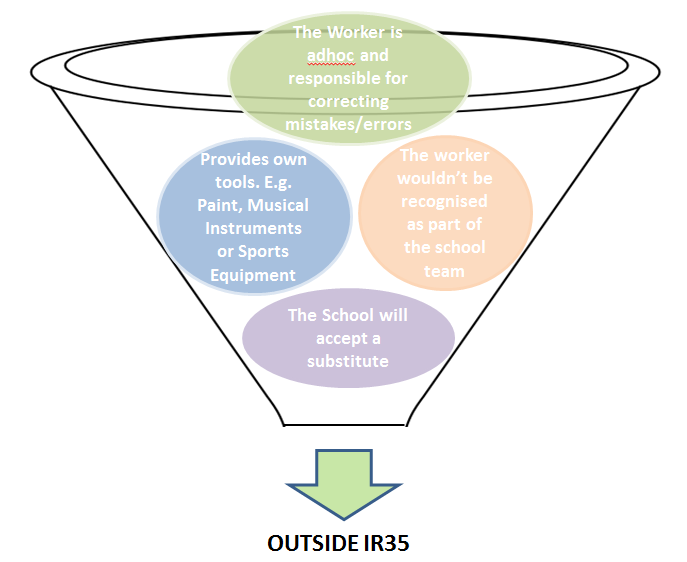 The Worker is
adhoc and
responsible for
correcting
mistakes/errors
Provides own
tools. E.g.
Paint, Musical
Instruments
or Sports
Equipment
The worker
wouldn't be
recognised
as part of
the school
team
The School will
accept a
substitute
OUTSIDE IR35